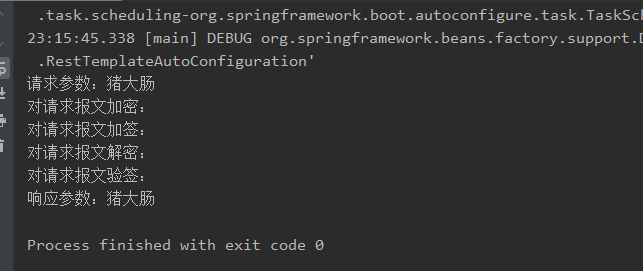 .task.scheduling-org.springframework.boot.autoconfigure.task.TaskSch
23:15:45.338 [main] DEBUG org.springframework.beans.factory.support.D
.RestTemplateAutoConfiguration'
请求参数：猪大肠
对请求报文加密：
对请求报文加签：
对请求报文解密：
对请求报文验签：
响应参数：猪大肠
Process finished with exit code 0